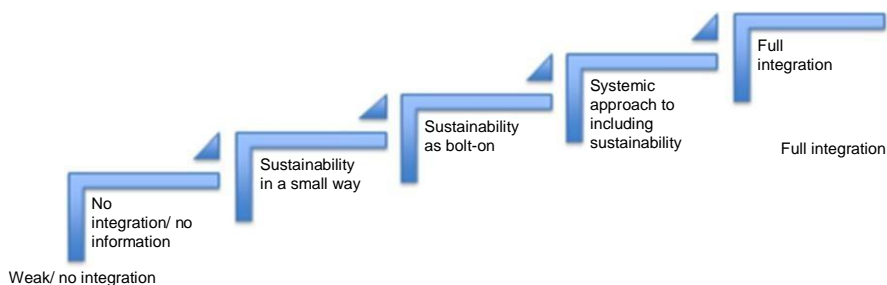 Full
integration
Systemic
approach to
including
sustainability
Full integration
Sustainability
as bolt-on
Sustainability
in a small way
No
integration/ no
information
Weak/ no integration